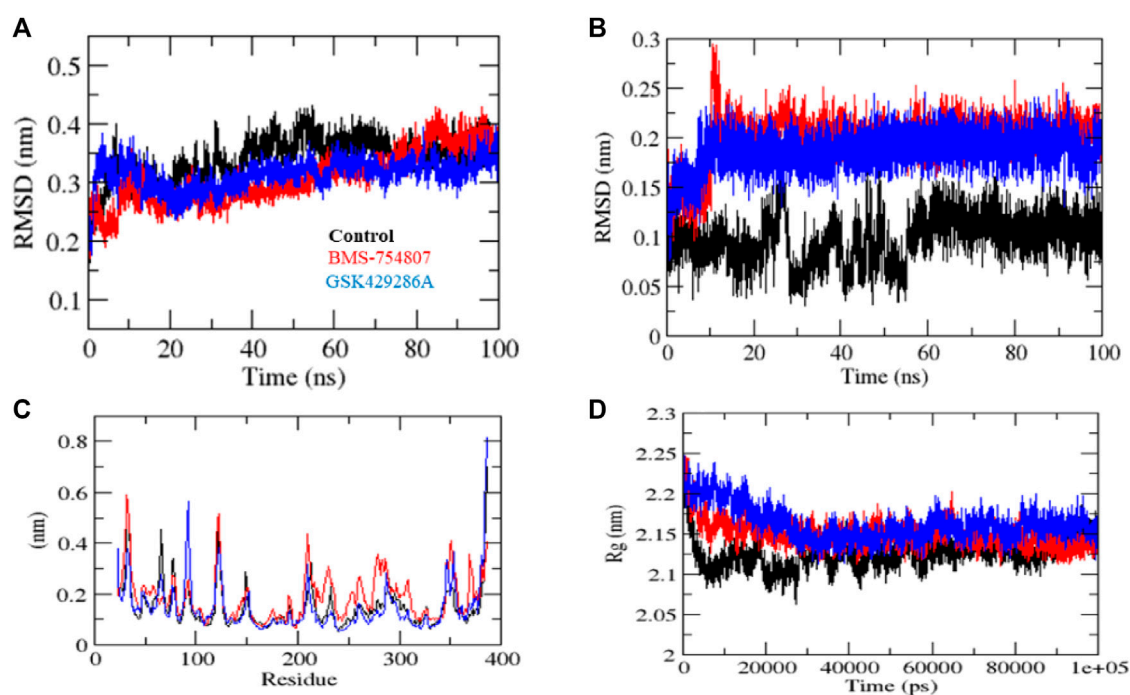 A
RMSD (nm)
0.5
0.4
0.3
0.2
0.1
Control
BMS-754807
GSK429286A
0 20 40 60 80 100
Time (ns)
B
RMSD (nm)
0.3
0.25
0.2
0.15
0.1
0.05
0
0 20 40 60 80 100
Time (ns)
C
(nm)
0.8
0.6
0.4
0.2
0
0 100 200 300 400
Residue
D
Rg (nm)
2.3
2.25
2.2
2.15
2.1
2.05
2
0 20000 40000 60000 80000 1e+05
Time (ps)